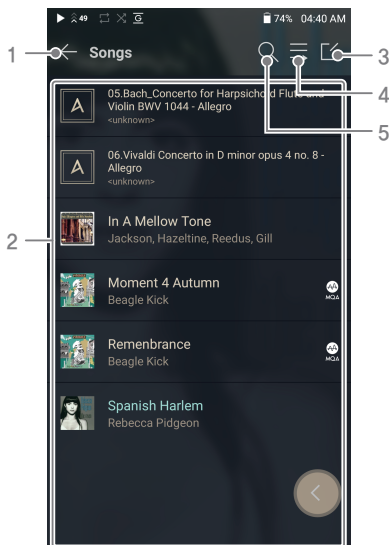 49 G 74% 04:40 AM
1 Songs 3
4
5
05.Bach_Concerto for Harpsichord Flute and
Violin BWV 1044 - Allegro
<unknown>
06.Vivaldi Concerto in D minor opus 4 no. 8 -
Allegro
<unknown>
2
In A Mellow Tone
Jackson, Hazeltine, Reedus, Gill
Moment 4 Autumn
Beagle Kick
MQA
Remenbrance
Beagle Kick
MQA
Spanish Harlem
Rebecca Pidgeon